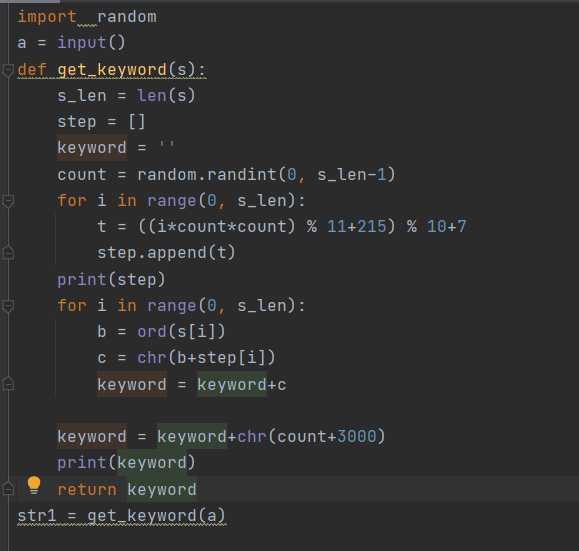 import  random
a = input()
def get_keyword(s):
    s_len = len(s)
    step = []
    keyword = ''
    count = random.randint(0, s_len-1)
    for i in range(0, s_len):
        t = ((i*count*count) % 11+215) % 10+7
        step.append(t)
    print(step)
    for i in range(0, s_len):
        b = ord(s[i])
        c = chr(b+step[i])
        keyword = keyword+c

    keyword = keyword+chr(count+3000)
    print(keyword)
    return keyword
str1 = get_keyword(a)